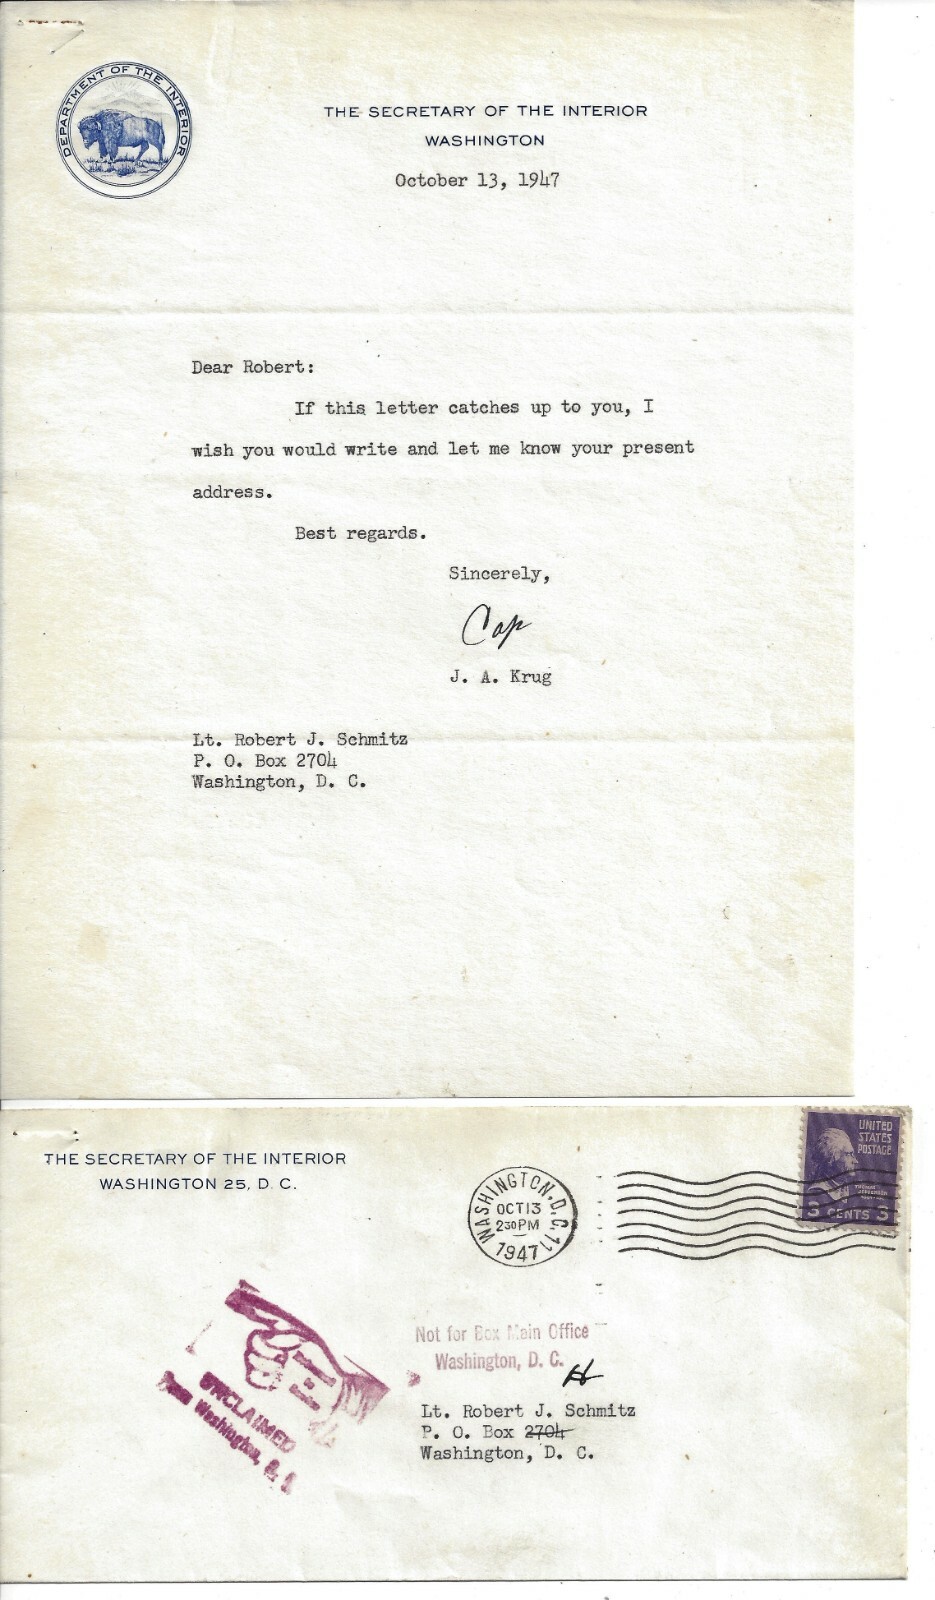 DEPARTMENT OF THE INTERIOR
THE SECRETARY OF THE INTERIOR
WASHINGTON
October 13, 1947
Dear Robert:
If this letter catches up to you, I
wish you would write and let me know your present
address.
Best regards.
Sincerely,
Cap
J. A. Krug
Lt. Robert J. Schmitz
P. O. Box 2704
Washington, D. C.
THE SECRETARY OF THE INTERIOR
WASHINGTON 25, D. C.
WASHINGTON, D.C.
OCT 13
2 30 PM
1947
UNITED
STATES
POSTAGE
THOMAS
JEFFERSON
3 CENTS 3
Not for Box Main Office
Washington, D. C.
UNCLAIMED
From Washington, D. C.
Lt. Robert J. Schmitz
P. O. Box 2704
Washington, D. C.